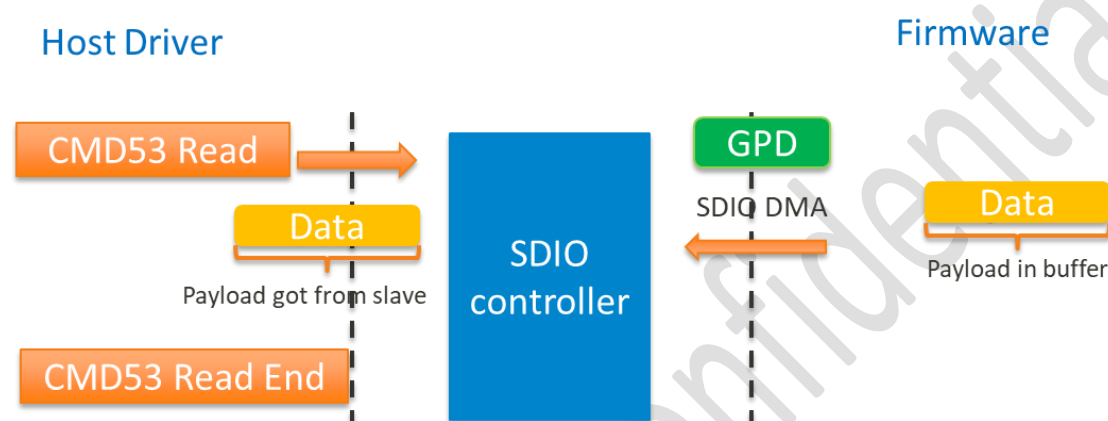 Host Driver
Firmware
CMD53 Read
GPD
Data
SDIO DMA
Data
SDIO
controller
Payload in buffer
Payload got from slave
CMD53 Read End